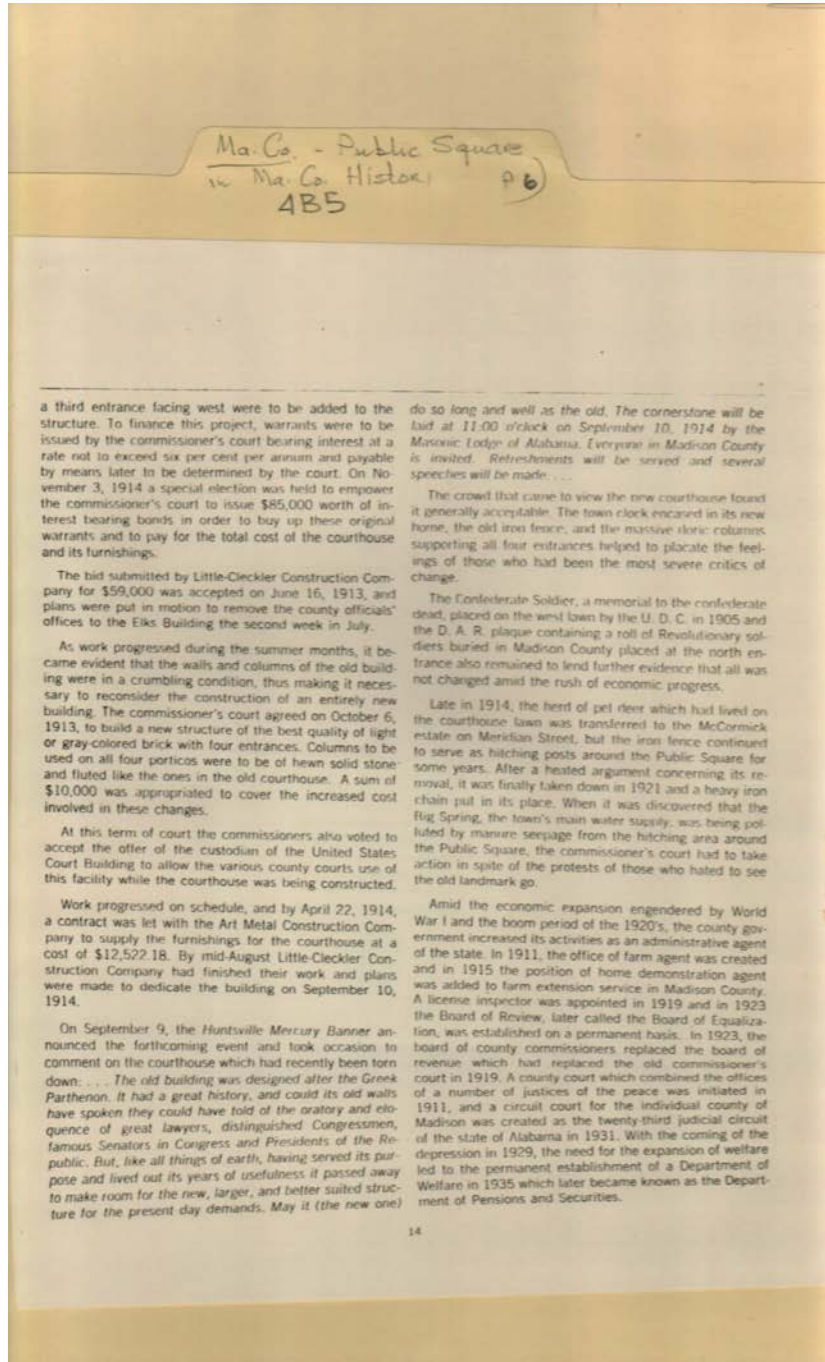 Ma. Co. - Public Square
in Ma. Co. Histor P 6)
4B5
a third entrance facing west were to be added to the
structure. To finance this project, warrants were to be
issued by the commissioner's court bearing interest at a
rate not to exceed six per cent per annum and payable
by means later to be determined by the court. On No-
vember 3, 1914 a special election was held to empower
the commissioner's court to issue $85,000 worth of in-
terest bearing bonds in order to buy up these original
warrants and to pay for the total cost of the courthouse
and its furnishings.
The bid submitted by Little-Cleckler Construction Com-
pany for $59,000 was accepted on June 16, 1913, and
plans were put in motion to remove the county officials'
offices to the Elks Building the second week in July.
As work progressed during the summer months, it be-
came evident that the walls and columns of the old build-
ing were in a crumbling condition, thus making it neces-
sary to reconsider the construction of an entirely new
building. The commissioner's court agreed on October 6,
1913, to build a new structure of the best quality of light
or gray-colored brick with four entrances. Columns to be
used on all four porticos were to be of hewn solid stone
and fluted like the ones in the old courthouse. A sum of
$10,000 was appropriated to cover the increased cost
involved in these changes.
At this term of court the commissioners also voted to
accept the offer of the custodian of the United States
Court Building to allow the various county courts use of
this facility while the courthouse was being constructed.
Work progressed on schedule, and by April 22, 1914,
a contract was let with the Art Metal Construction Com-
pany to supply the furnishings for the courthouse at a
cost of $12,522.18. By mid-August Little-Cleckler Con-
struction Company had finished their work and plans
were made to dedicate the building on September 10,
1914.
On September 9, the Huntsville Mercury Banner an-
nounced the forthcoming event and took occasion to
comment on the courthouse which had recently been torn
down: . . . The old building was designed after the Greek
Parthenon. It had a great history, and could its old walls
have spoken they could have told of the oratory and elo-
quence of great lawyers, distinguished Congressmen,
famous Senators in Congress and Presidents of the Re-
public. But, like all things of earth, having served its pur-
pose and lived out its years of usefulness it passed away
to make room for the new, larger, and better suited struc-
ture for the present day demands. May it (the new one)
do so long and well as the old. The cornerstone will be
laid at 11:00 o'clock on September 10, 1914 by the
Masonic Lodge of Alabama. Everyone in Madison County
is invited. Refreshments will be served and several
speeches will be made. . . .
The crowd that came to view the new courthouse found
it generally acceptable. The town clock encased in its new
home, the old iron fence, and the massive doric columns
supporting all four entrances helped to placate the feel-
ings of those who had been the most severe critics of
change.
The Confederate Soldier, a memorial to the confederate
dead, placed on the west lawn by the U. D. C. in 1905 and
the D. A. R. plaque containing a roll of Revolutionary sol-
diers buried in Madison County placed at the north en-
trance also remained to lend further evidence that all was
not changed amid the rush of economic progress.
Late in 1914, the herd of pet deer which had lived on
the courthouse lawn was transferred to the McCormick
estate on Meridian Street, but the iron fence continued
to serve as hitching posts around the Public Square for
some years. After a heated argument concerning its re-
moval, it was finally taken down in 1921 and a heavy iron
chain put in its place. When it was discovered that the
Big Spring, the town's main water supply, was being pol-
luted by manure seepage from the hitching area around
the Public Square, the commissioner's court had to take
action in spite of the protests of those who hated to see
the old landmark go.
Amid the economic expansion engendered by World
War I and the boom period of the 1920's, the county gov-
ernment increased its activities as an administrative agent
of the state. In 1911, the office of farm agent was created
and in 1915 the position of home demonstration agent
was added to farm extension service in Madison County.
A license inspector was appointed in 1919 and in 1923
the Board of Review, later called the Board of Equaliza-
tion, was established on a permanent basis. In 1923, the
board of county commissioners replaced the board of
revenue which had replaced the old commissioner's
court in 1919. A county court which combined the offices
of a number of justices of the peace was initiated in
1911, and a circuit court for the individual county of
Madison was created as the twenty-third judicial circuit
of the state of Alabama in 1931. With the coming of the
depression in 1929, the need for the expansion of welfare
led to the permanent establishment of a Department of
Welfare in 1935 which later became known as the Depart-
ment of Pensions and Securities.
14